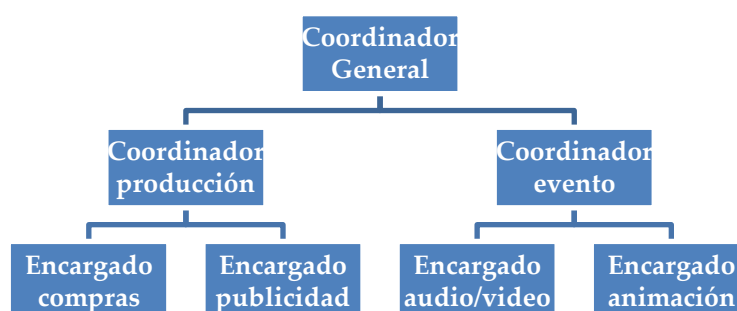 Coordinador
General
Coordinador
producción
Coordinador
evento
Encargado
compras
Encargado
publicidad
Encargado
audio/video
Encargado
animación